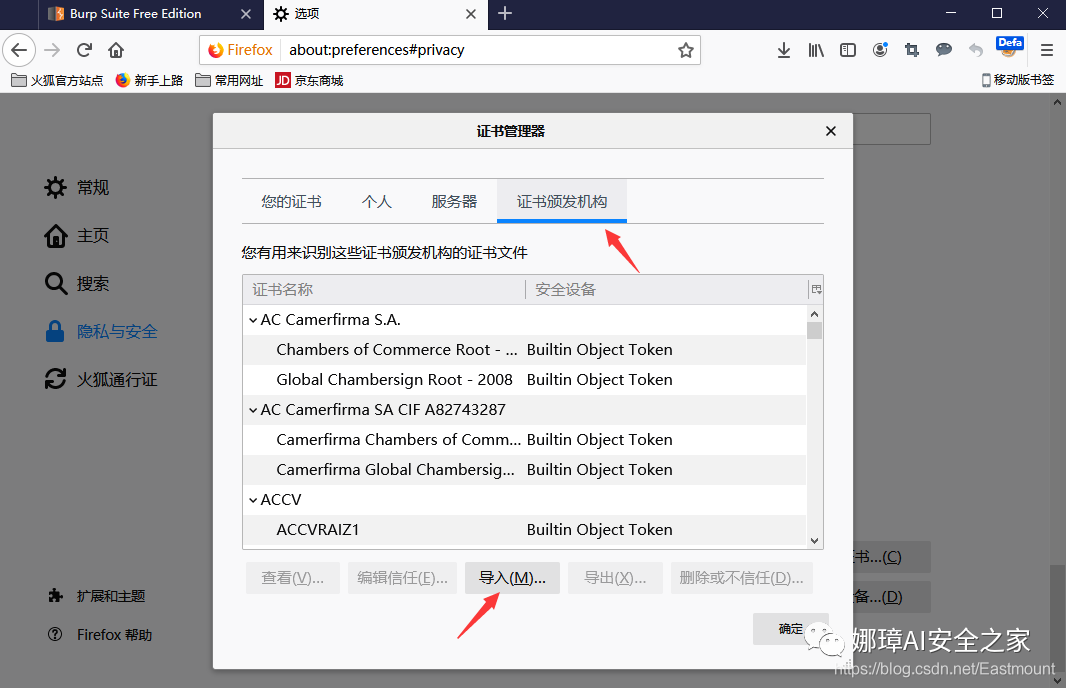 Burp Suite Free Edition
选项
Firefox
about:preferences#privacy
Defa
火狐官方站点
新手上路
常用网址
JD
京东商城
移动版书签
证书管理器
常规
主页
搜索
隐私与安全
火狐通行证
您的证书
个人
服务器
证书颁发机构
您有用来识别这些证书颁发机构的证书文件
证书名称
安全设备
AC Camerfirma S.A.
Chambers of Commerce Root - ... Builtin Object Token
Global Chambersign Root - 2008 Builtin Object Token
AC Camerfirma SA CIF A82743287
Camerfirma Chambers of Comm... Builtin Object Token
Camerfirma Global Chambersig... Builtin Object Token
ACCV
ACCVRAIZ1 Builtin Object Token
查看(V)...
编辑信任(E)...
导入(M)...
导出(X)...
删除或不信任(D)...
书...(C)
备...(D)
扩展和主题
Firefox 帮助
确定
娜璋AI安全之家
https://blog.csdn.net/Eastmount